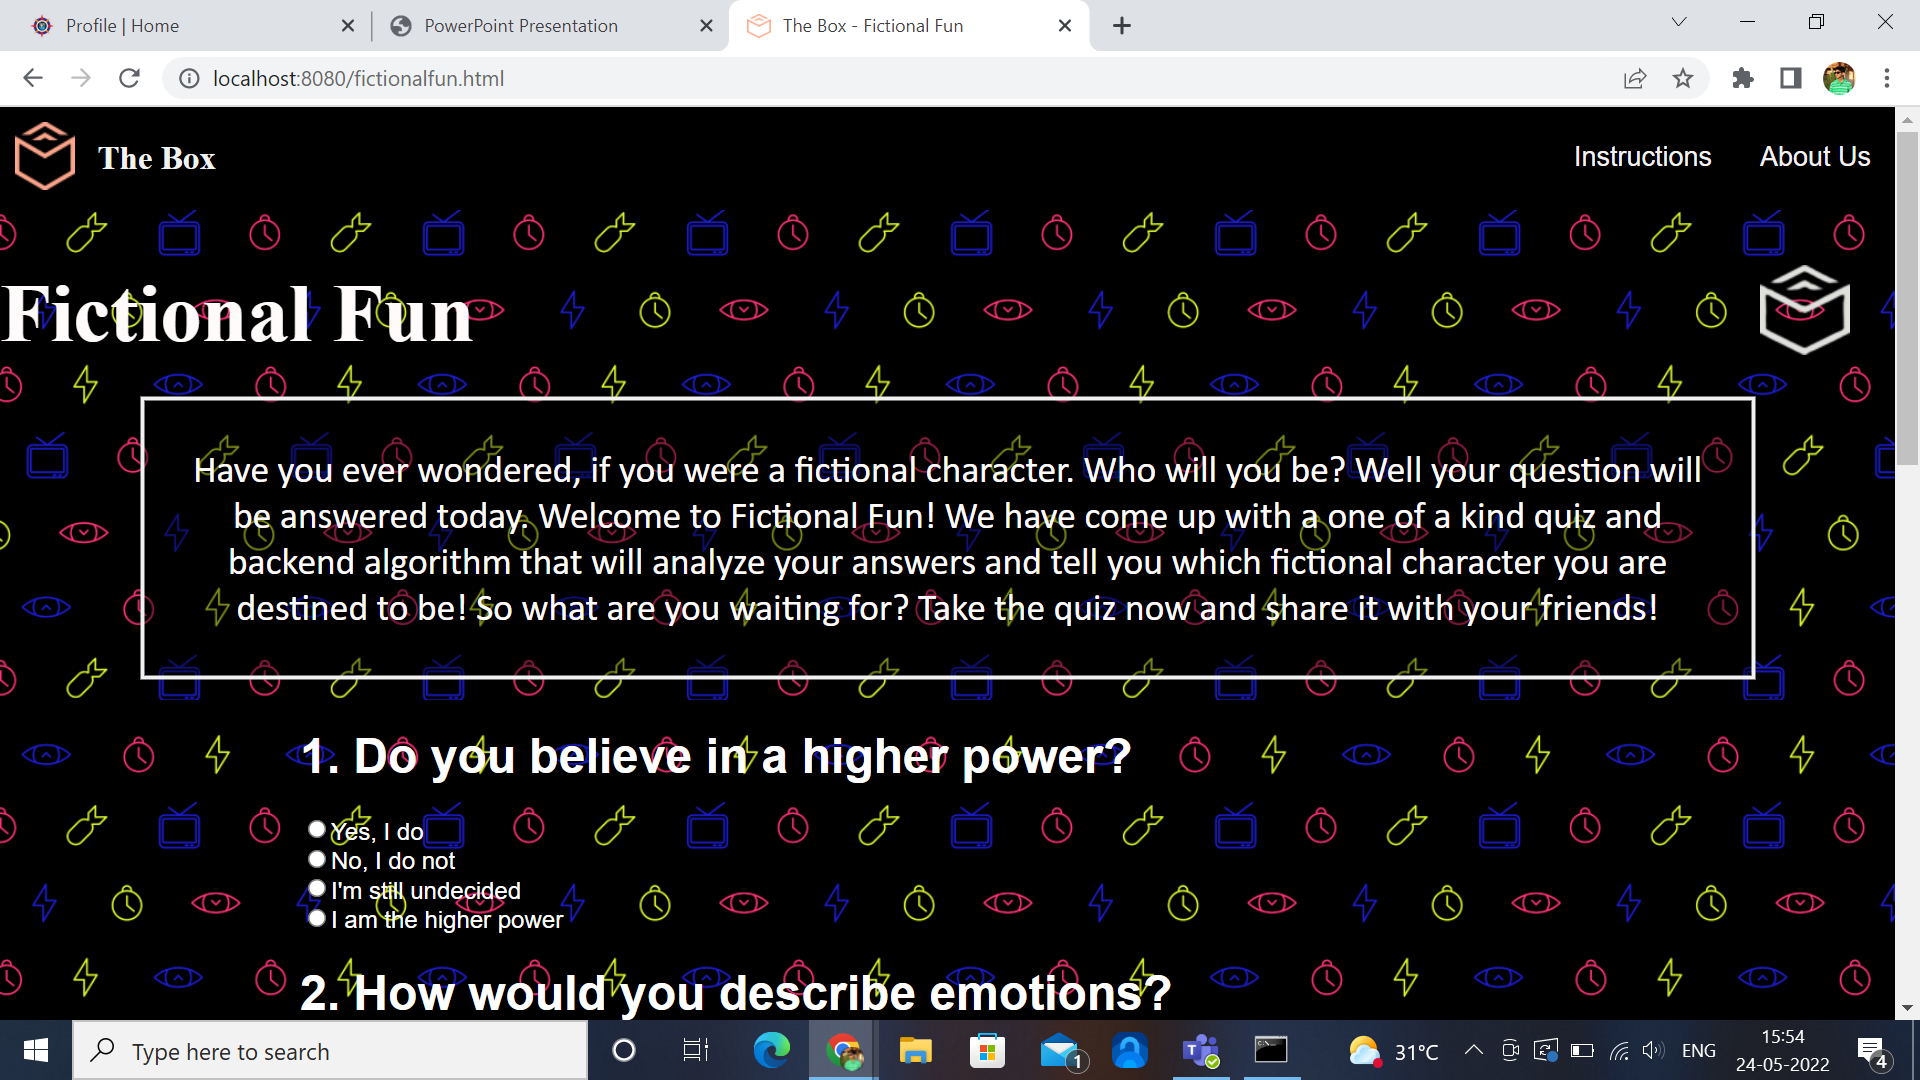 Profile | Home
PowerPoint Presentation
The Box - Fictional Fun
localhost:8080/fictionalfun.html
The Box
Instructions
About Us
Fictional Fun
Have you ever wondered, if you were a fictional character. Who will you be? Well your question will
be answered today. Welcome to Fictional Fun! We have come up with a one of a kind quiz and
backend algorithm that will analyze your answers and tell you which fictional character you are
destined to be! So what are you waiting for? Take the quiz now and share it with your friends!
1. Do you believe in a higher power?
Yes, I do
No, I do not
I'm still undecided
I am the higher power
2. How would you describe emotions?
Type here to search
1
31°C
ENG
15:54
24-05-2022
4